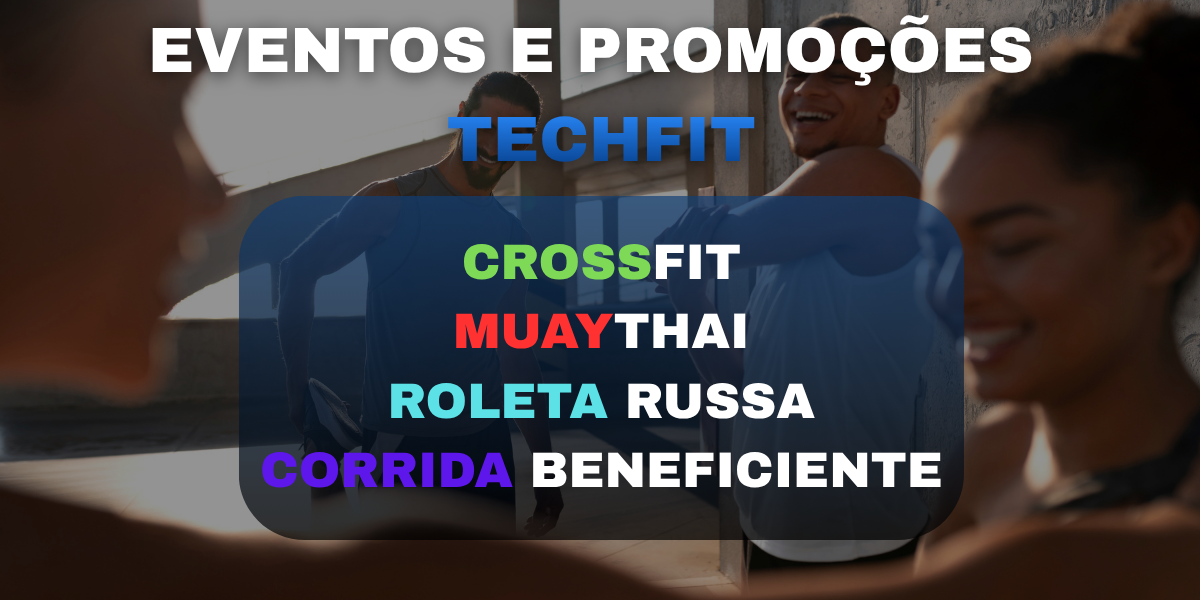 EVENTOS E PROMOÇÕES
TECHFIT
CROSSFIT
MUAYTHAI
ROLETA RUSSA
CORRIDA BENEFICIENTE